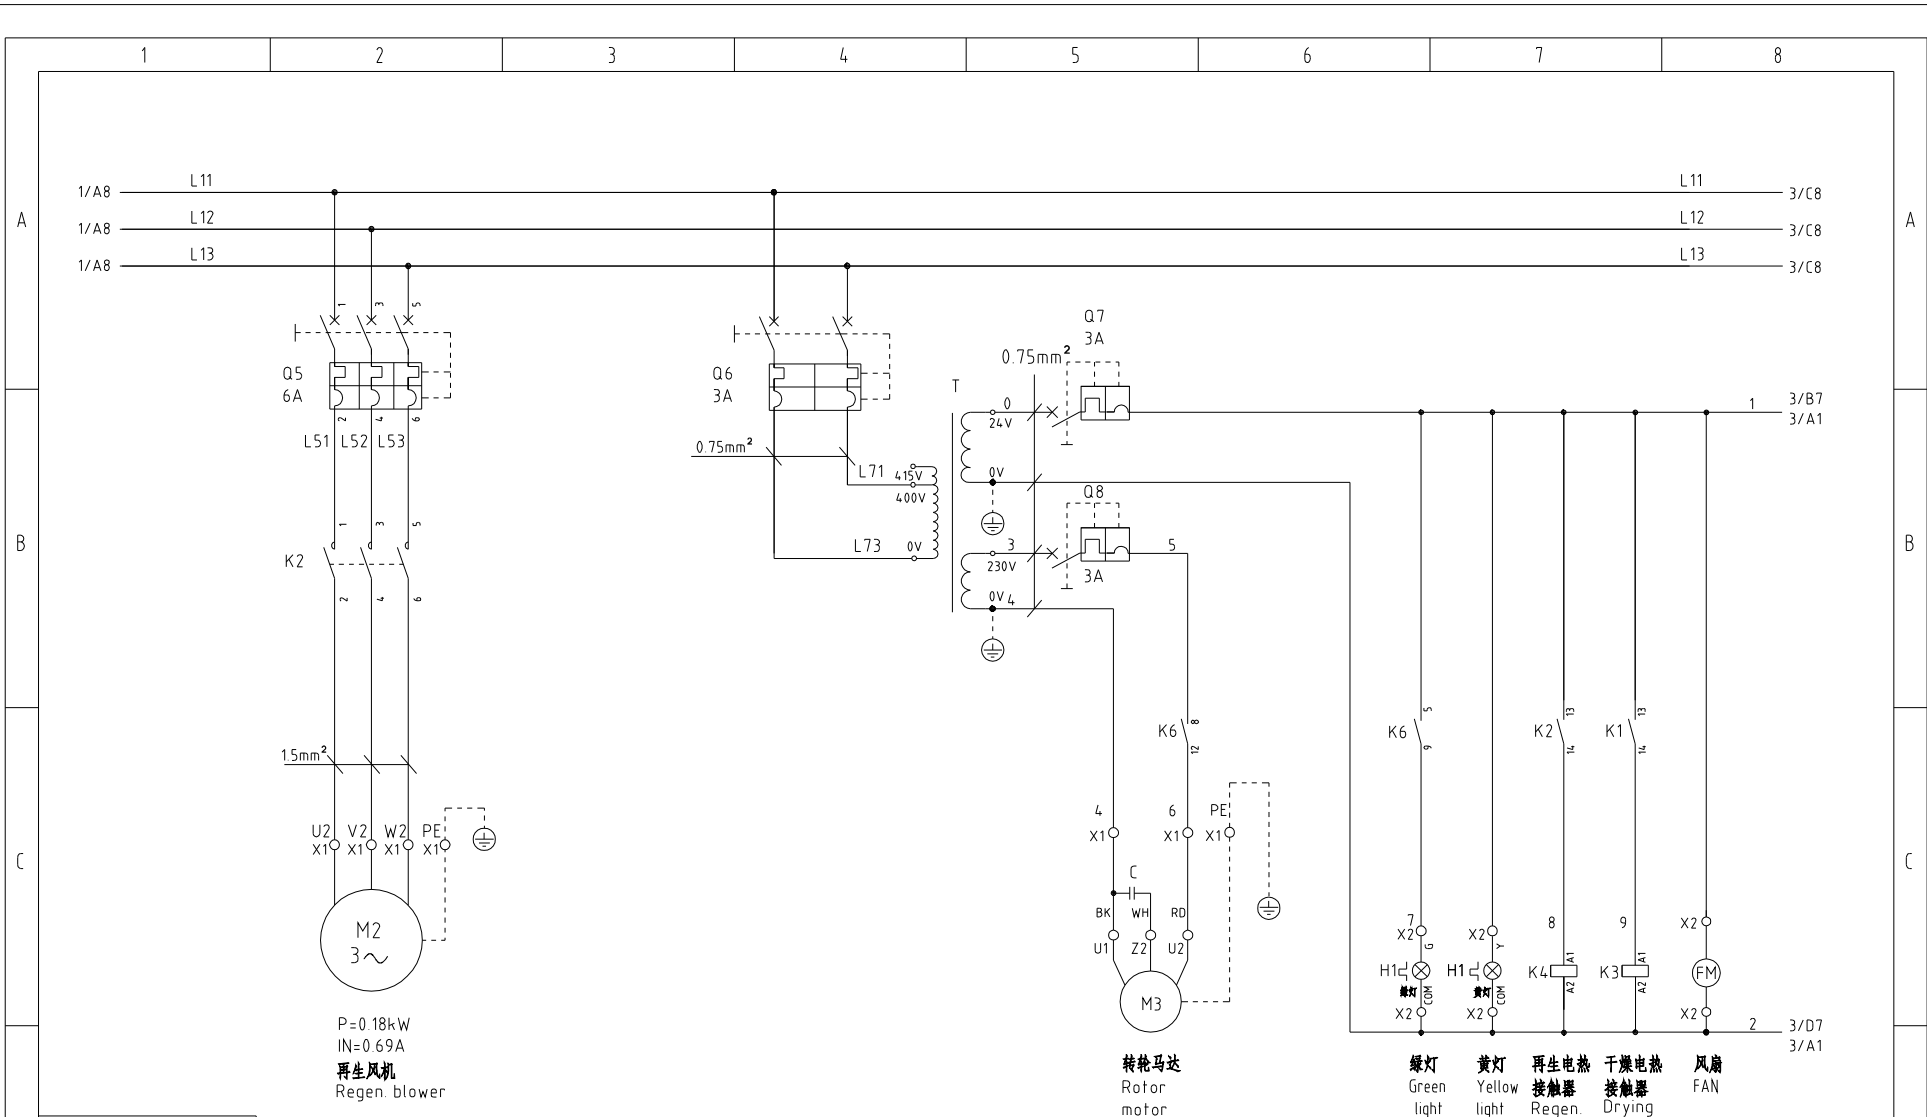 1 2 3 4 5 6 7 8
L11 L11
1/A8 3/C8
A A
L12 L12
1/A8 3/C8
L13 L13
1/A8 3/C8
1 3 5
Q7
3A
0.75mm²
Q5 Q6 T
6A 3A
3/B7
0 1
24V 3/A1
2 4 6
L51 L52 L53
0.75mm²
L71 415V 0V
400V Q8
1 3 5
B B
L73 0V 3 5
K2 230V
3A
2 4 6 0V 4
5 13 13
K6 8 K6 K2 K1
12 9 14 14
1.5mm²
4 6 PE
U2 V2 W2 PE X1 X1 X1
X1 X1 X1 X1
C C
C
BK WH RD
7 8 9
M2 X2 X2 X2
3～ U1 Z2 U2 G Y
A1 A1
H1 H1 K4 K3 FM
绿灯 COM 黄灯 COM A2 A2
M3 X2 X2 X2
P=0.18kW 2 3/D7
IN=0.69A 3/A1
再生风机 转轮马达 绿灯 黄灯 再生电热 干燥电热 风扇
Regen. blower Rotor Green Yellow 接触器 接触器 FAN
motor light light Regen. Drying